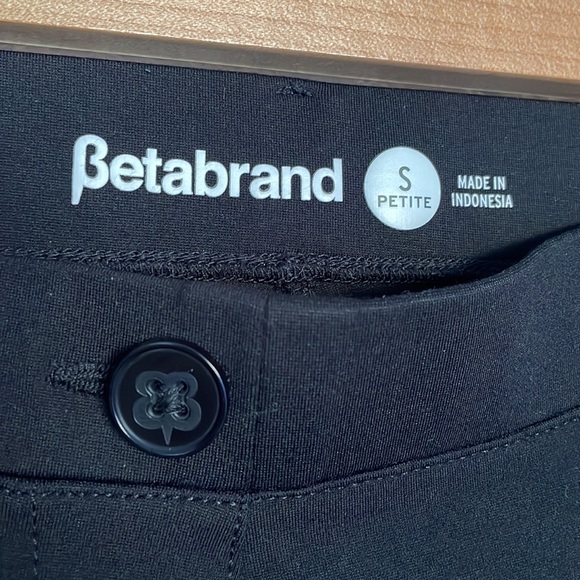 βetabrand
S
PETITE
MADE IN
INDONESIA